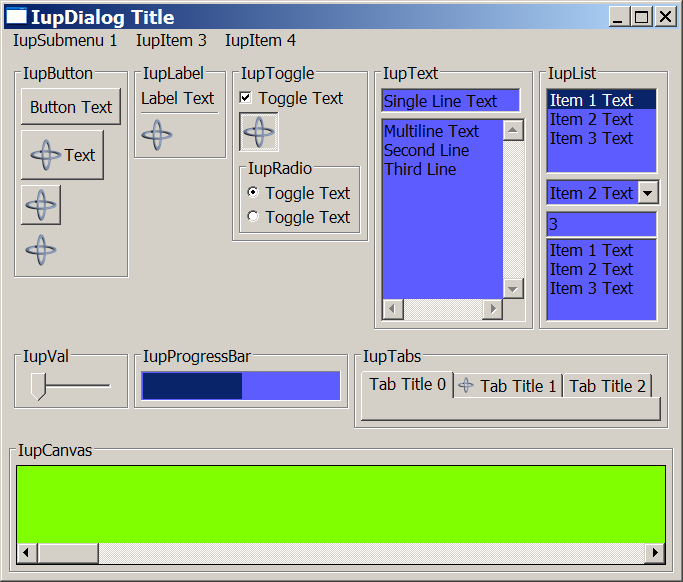 IupDialog Title
IupSubmenu 1 IupItem 3 IupItem 4
IupButton
Button Text
Text
IupLabel
Label Text
IupToggle
Toggle Text
IupRadio
Toggle Text
Toggle Text
IupText
Single Line Text
Multiline Text
Second Line
Third Line
IupList
Item 1 Text
Item 2 Text
Item 3 Text
Item 2 Text
3
Item 1 Text
Item 2 Text
Item 3 Text
IupVal
IupProgressBar
IupTabs
Tab Title 0 Tab Title 1 Tab Title 2
IupCanvas